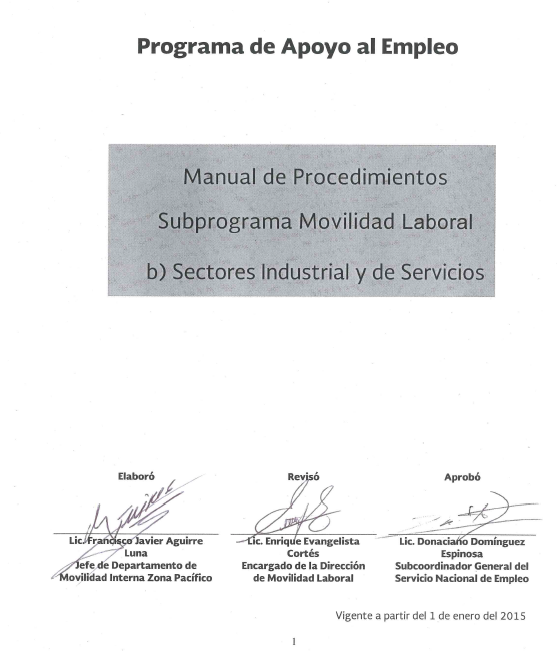 Programa de Apoyo al Empleo
Manual de Procedimientos
Subprograma Movilidad Laboral
b) Sectores Industrial y de Servicios
Elaboró
Revisó
Aprobó
Lic. Francisco Javier Aguirre
Luna
Jefe de Departamento de
Movilidad Interna Zona Pacífico
Lic. Enrique Evangelista
Cortés
Encargado de la Dirección
de Movilidad Laboral
Lic. Donaciano Domínguez
Espinosa
Subcoordinador General del
Servicio Nacional de Empleo
Vigente a partir del 1 de enero del 2015
1